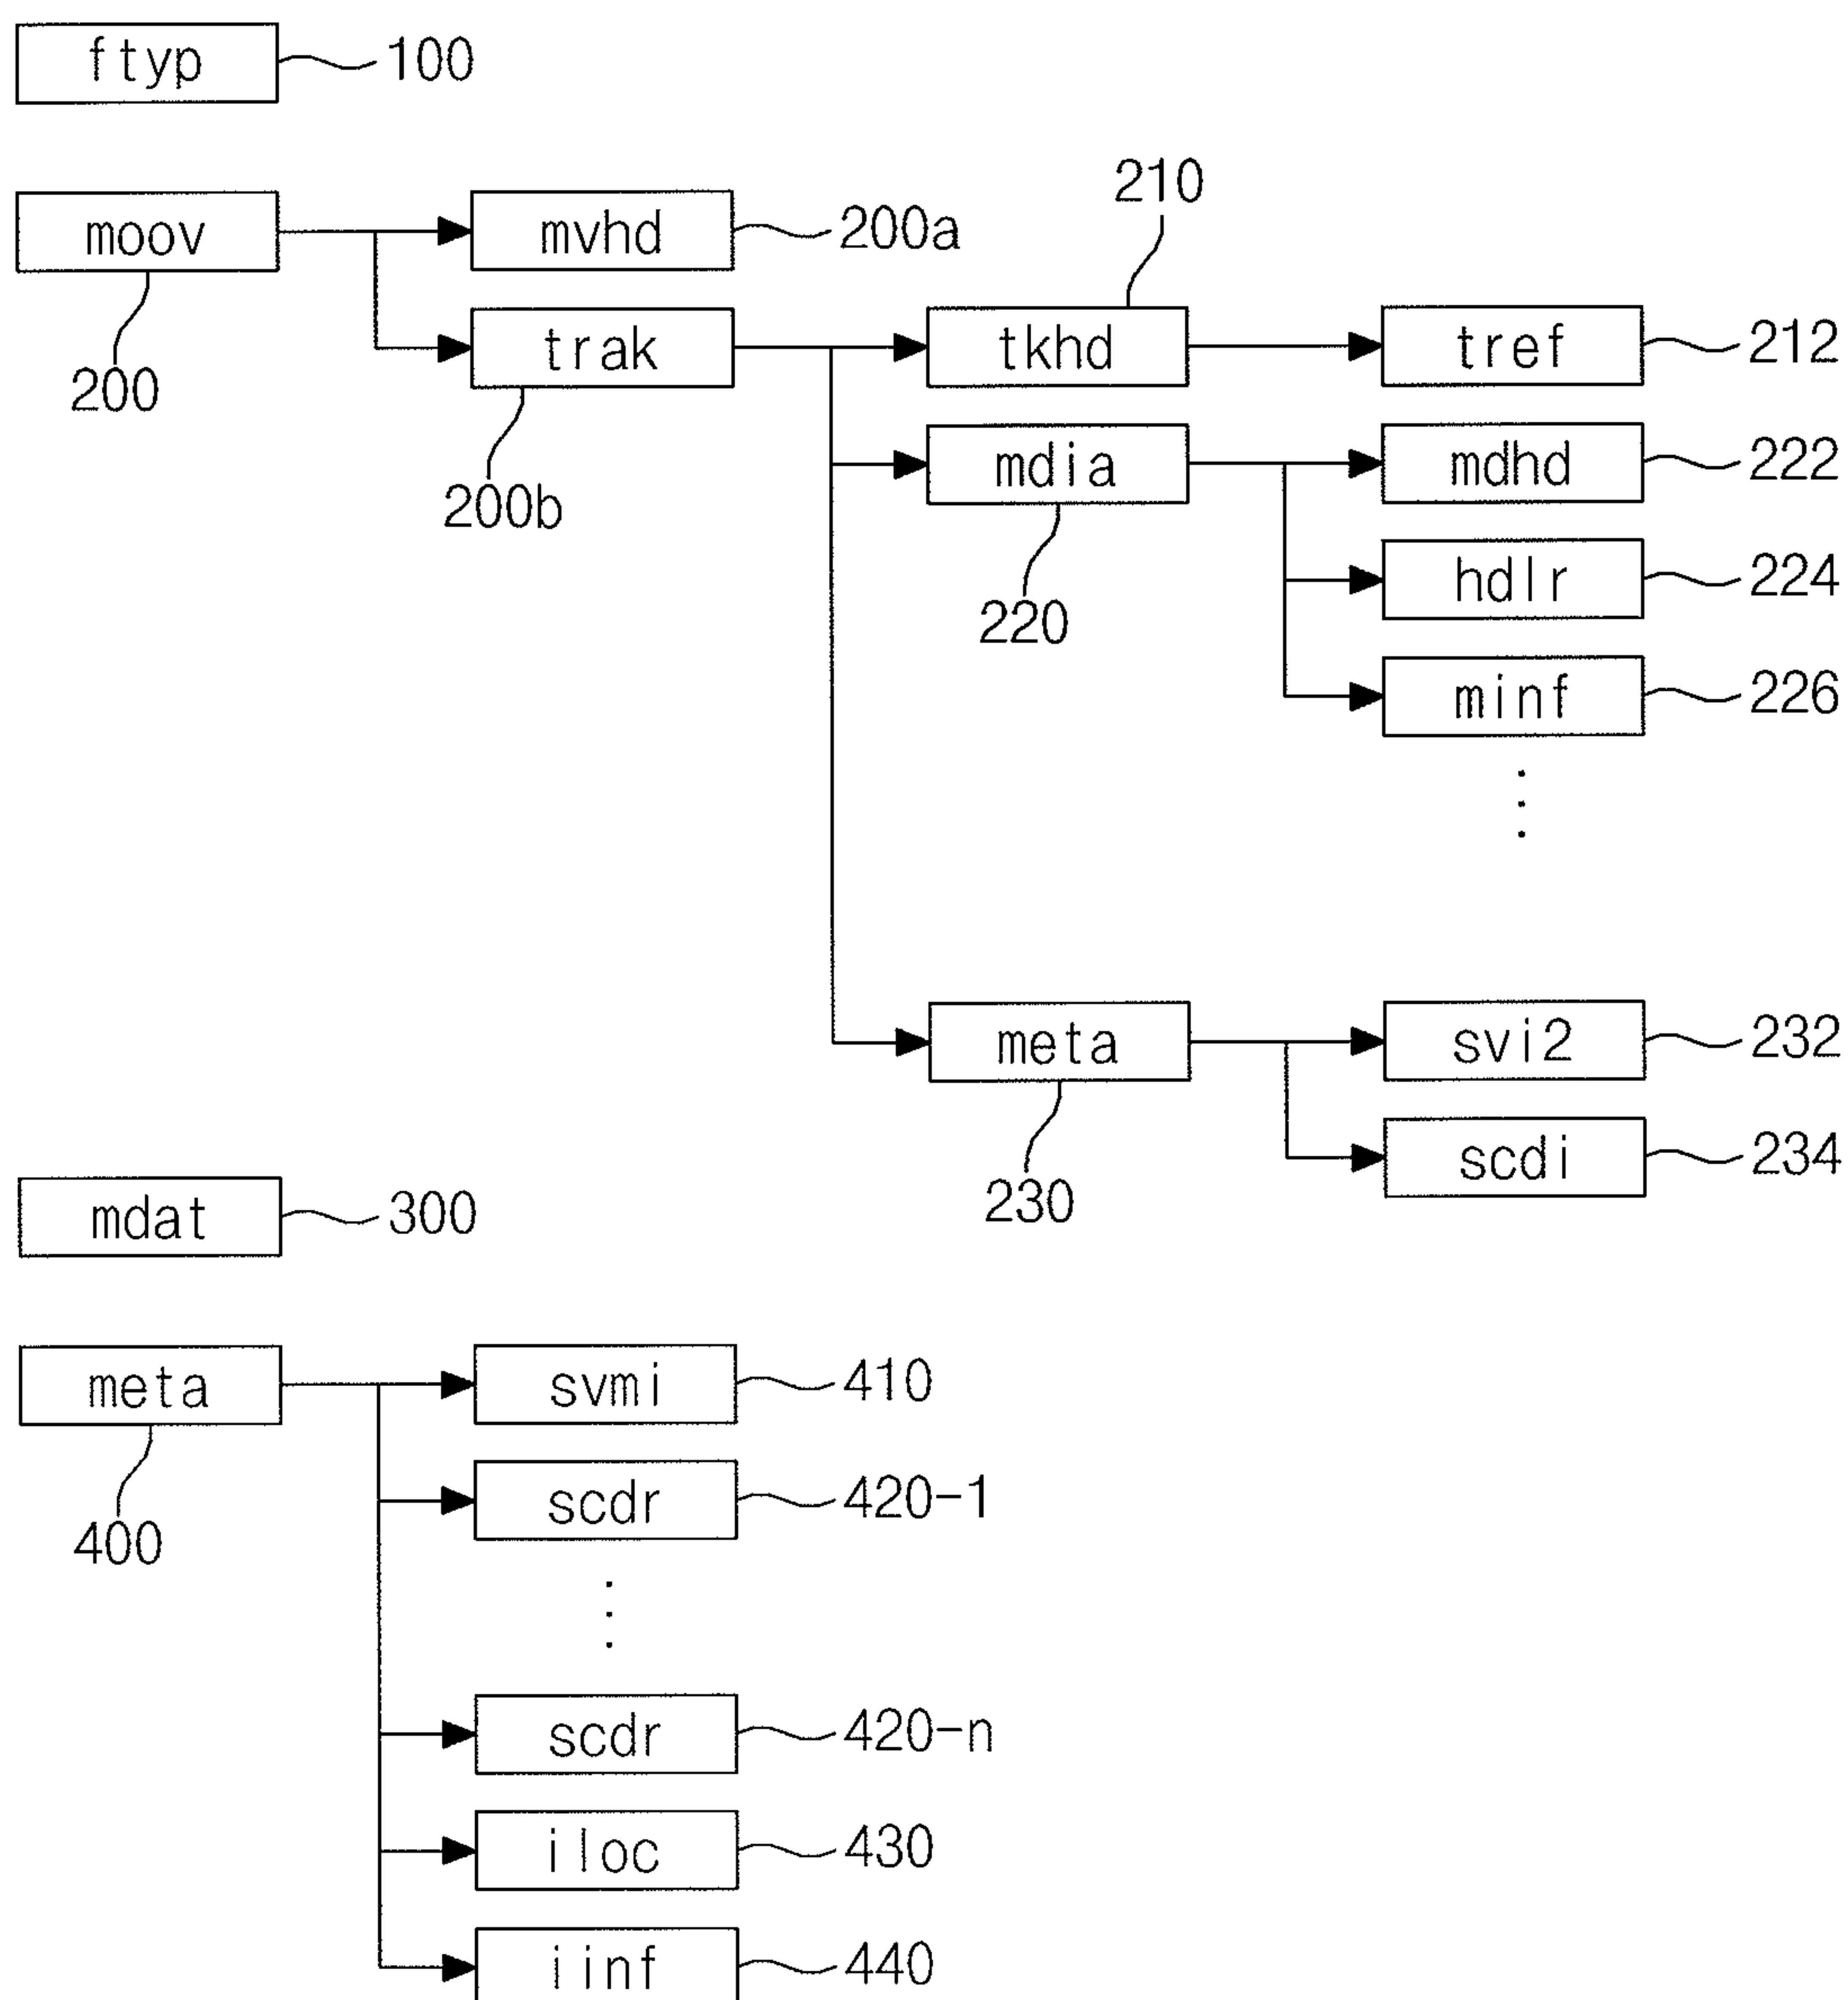 ftyp 100
210
moov mvhd 200a
200 trak tkhd tref 212
200b mdia mdhd 222
220 hdlr 224
minf 226
meta svi2 232
230 scdi 234
mdat 300
meta svmi 410
400 scdr 420-1
scdr 420-n
iloc 430
iinf 440